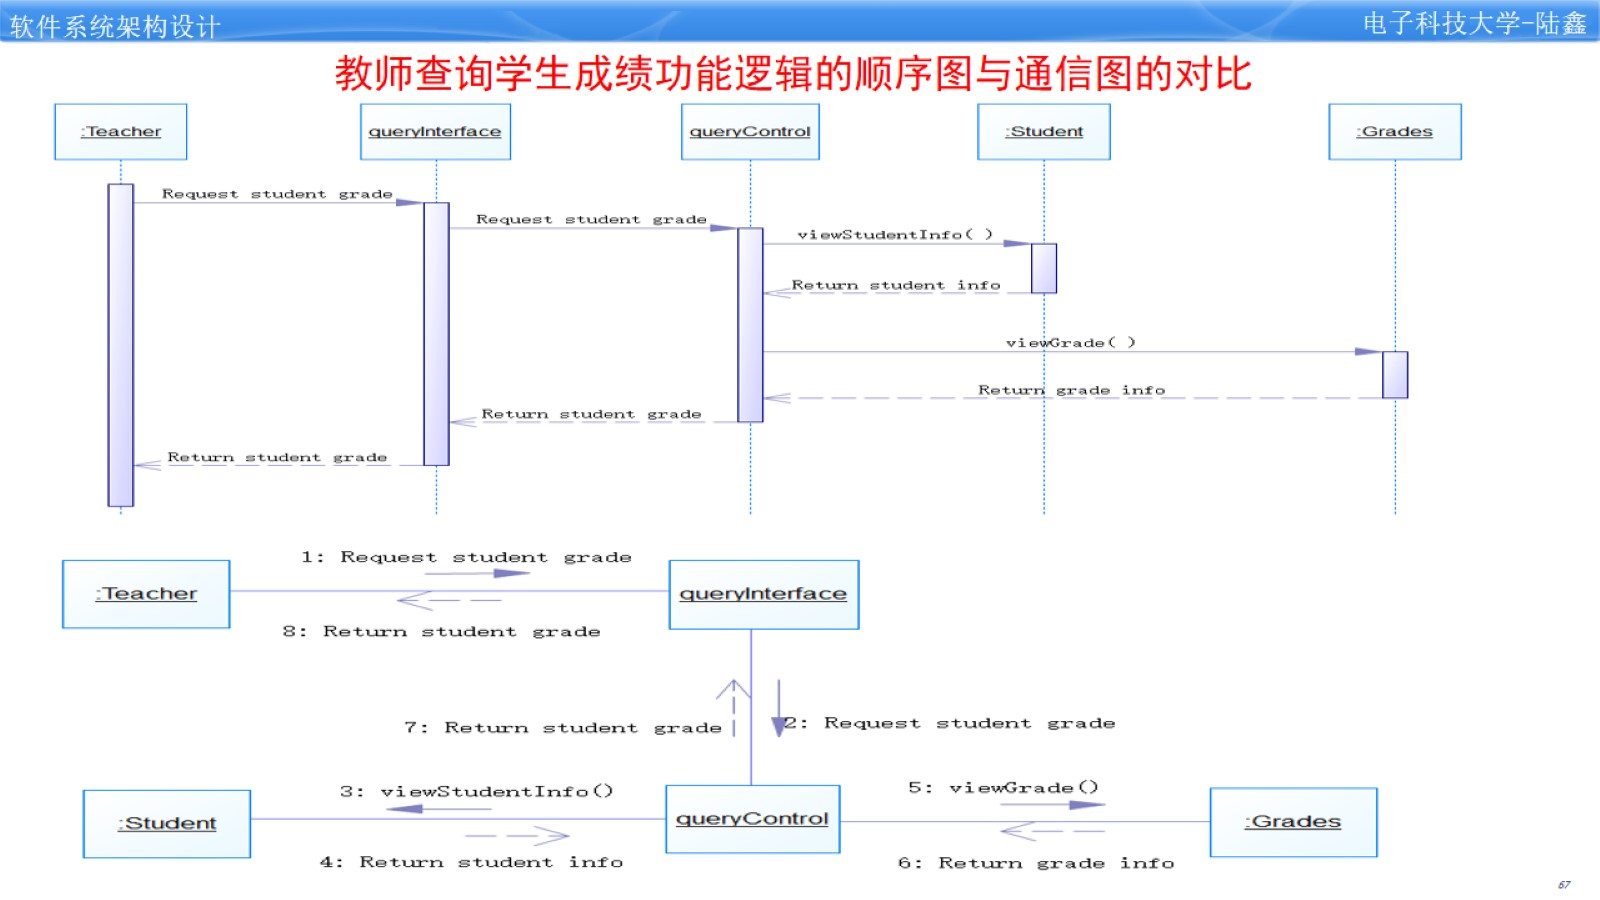 软件系统架构设计
电子科技大学-陆鑫
教师查询学生成绩功能逻辑的顺序图与通信图的对比
:Teacher
queryInterface
queryControl
:Student
:Grades
Request student grade
Request student grade
viewStudentInfo( )
Return student info
viewGrade( )
Return grade info
Return student grade
Return student grade
1: Request student grade
:Teacher
queryInterface
8: Return student grade
7: Return student grade
2: Request student grade
3: viewStudentInfo()
5: viewGrade()
:Student
queryControl
:Grades
4: Return student info
6: Return grade info
67